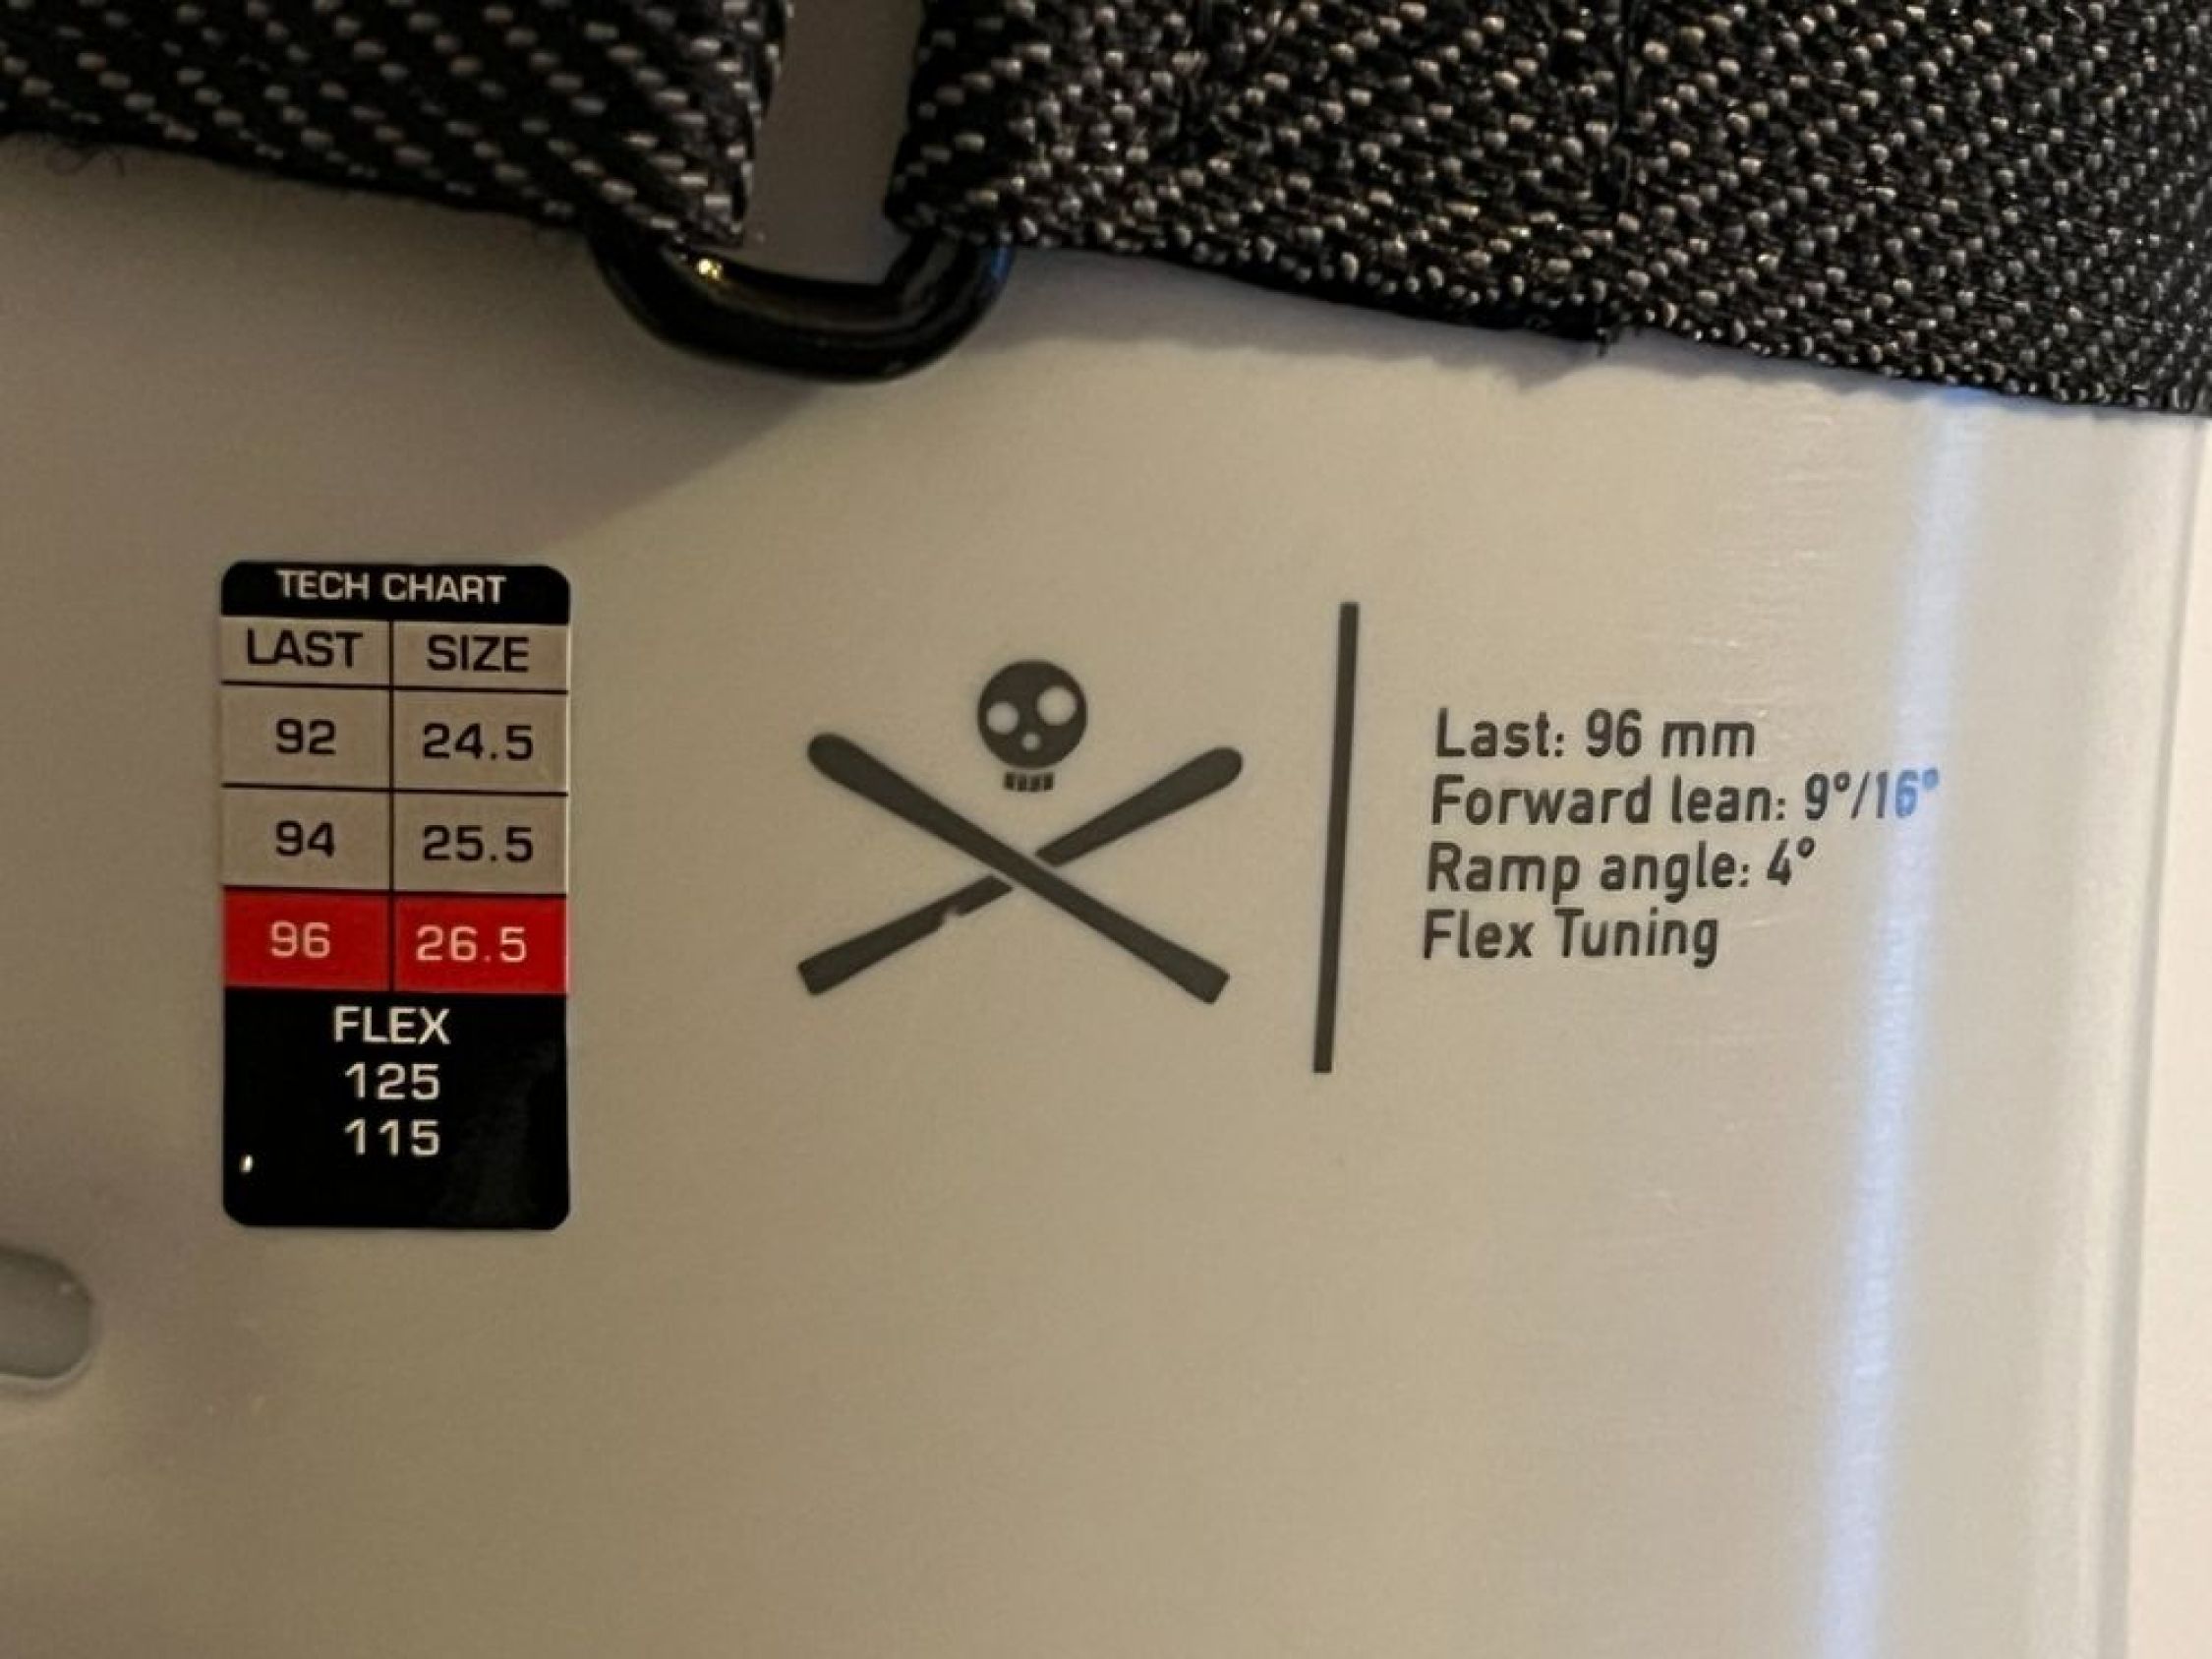 TECH CHART
LAST SIZE
92 24.5
94 25.5
96 26.5
FLEX
125
115
Last: 96 mm
Forward lean: 9°/16°
Ramp angle: 4°
Flex Tuning